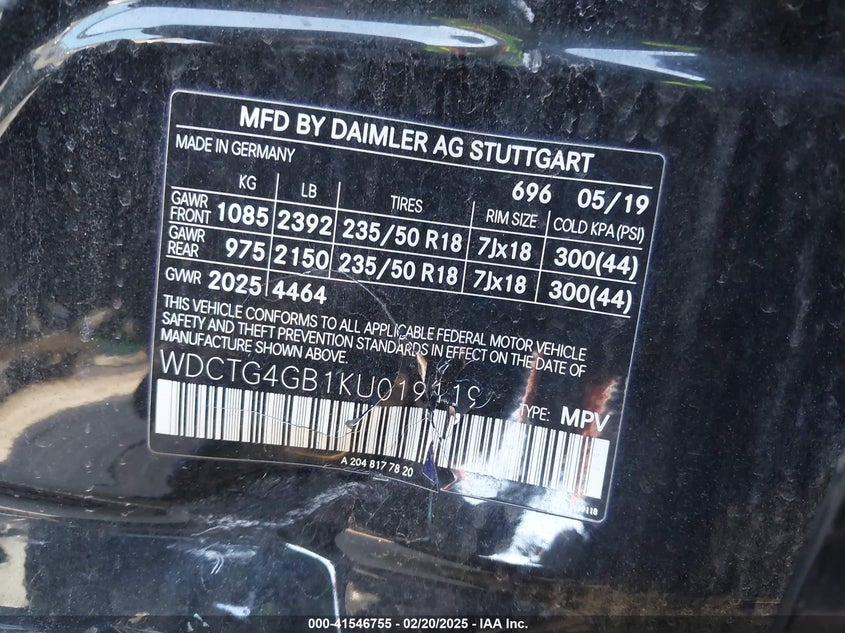 MFD BY DAIMLER AG STUTTGART
MADE IN GERMANY
696 05/19
KG LB TIRES RIM SIZE COLD KPA (PSI)
GAWR FRONT 1085 2392 235/50 R18 7Jx18 300(44)
GAWR REAR 975 2150 235/50 R18 7Jx18 300(44)
GVWR 2025 4464
THIS VEHICLE CONFORMS TO ALL APPLICABLE FEDERAL MOTOR VEHICLE
SAFETY AND THEFT PREVENTION STANDARDS IN EFFECT ON THE DATE OF
MANUFACTURE SHOWN ABOVE.
TYPE: MPV
A 204 817 78 20
000-41546755 - 02/20/2025 - IAA Inc.